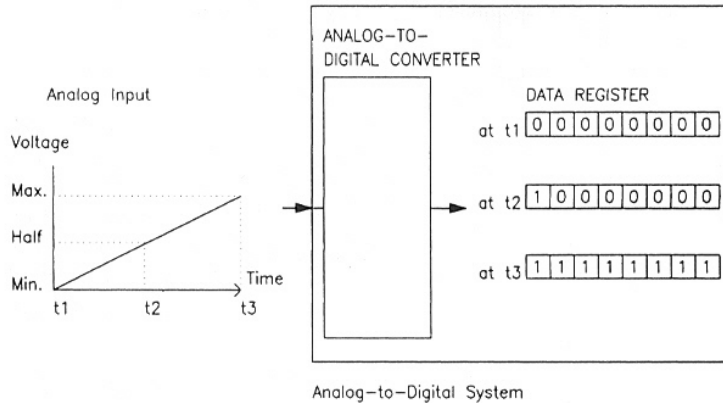 ANALOG-TO-
DIGITAL CONVERTER
Analog Input
DATA REGISTER
Voltage
at t1 0 0 0 0 0 0 0 0
Max.
at t2 1 0 0 0 0 0 0 0
Half
Min.
Time
at t3 1 1 1 1 1 1 1 1
t1 t2 t3
Analog-to-Digital System